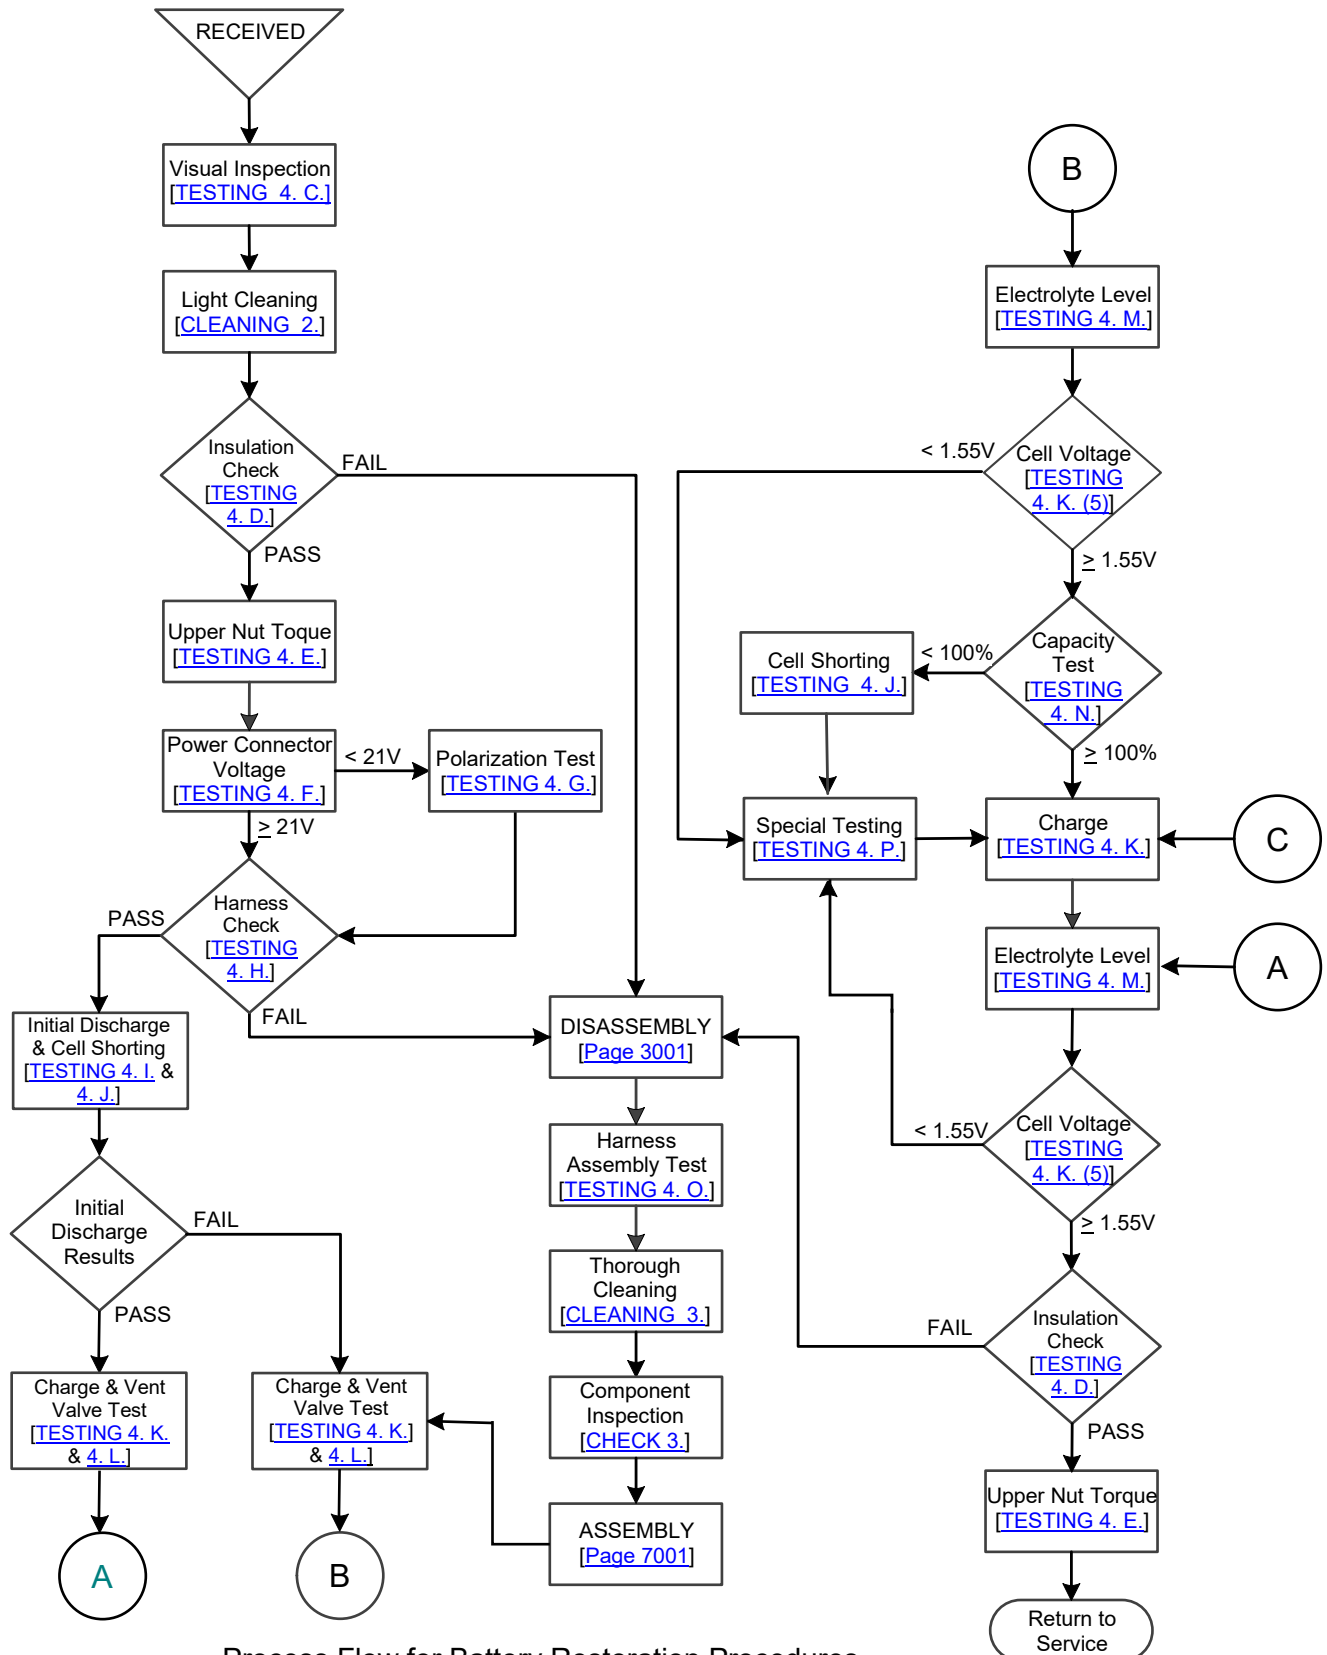 RECEIVED
Visual Inspection
[TESTING 4. C.]
Light Cleaning
[CLEANING 2.]
Insulation
Check
[TESTING
4. D.]
FAIL
PASS
Upper Nut Toque
[TESTING 4. E.]
Power Connector
Voltage
[TESTING 4. F.]
< 21V
Polarization Test
[TESTING 4. G.]
≥ 21V
Harness
Check
[TESTING
4. H.]
PASS
FAIL
Initial Discharge
& Cell Shorting
[TESTING 4. I. &
4. J.]
Initial
Discharge
Results
FAIL
PASS
Charge & Vent
Valve Test
[TESTING 4. K.
& 4. L.]
A
Charge & Vent
Valve Test
[TESTING 4. K.]
& 4. L.]
B
DISASSEMBLY
[Page 3001]
Harness
Assembly Test
[TESTING 4. O.]
Thorough
Cleaning
[CLEANING 3.]
Component
Inspection
[CHECK 3.]
ASSEMBLY
[Page 7001]
B
Electrolyte Level
[TESTING 4. M.]
< 1.55V
Cell Voltage
[TESTING
4. K. (5)]
≥ 1.55V
Capacity
Test
[TESTING
4. N.]
< 100%
Cell Shorting
[TESTING 4. J.]
≥ 100%
Special Testing
[TESTING 4. P.]
Charge
[TESTING 4. K.]
C
Electrolyte Level
[TESTING 4. M.]
A
< 1.55V
Cell Voltage
[TESTING
4. K. (5)]
≥ 1.55V
FAIL
Insulation
Check
[TESTING
4. D.]
PASS
Upper Nut Torque
[TESTING 4. E.]
Return to
Service
Process Flow for Battery Restoration Procedures